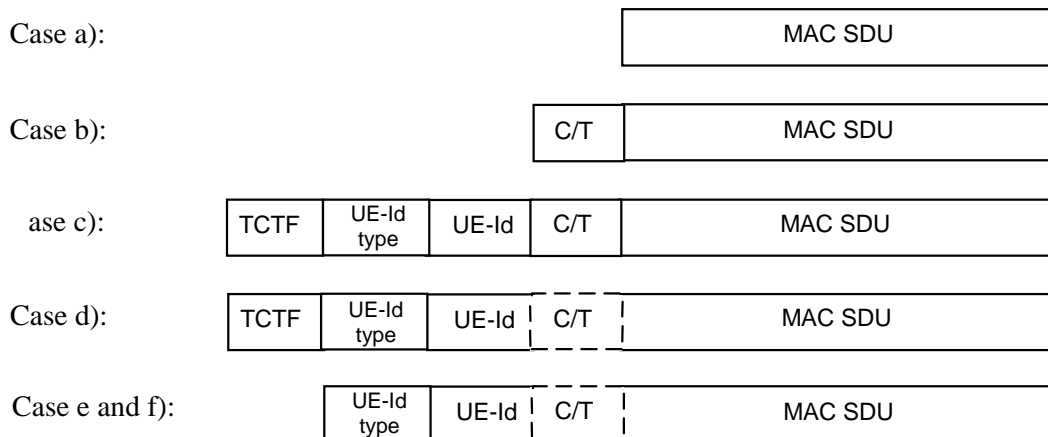 Case a): MAC SDU
Case b): C/T MAC SDU
ase c): TCTF UE-Id type UE-Id C/T MAC SDU
Case d): TCTF UE-Id type UE-Id C/T MAC SDU
Case e and f): UE-Id type UE-Id C/T MAC SDU